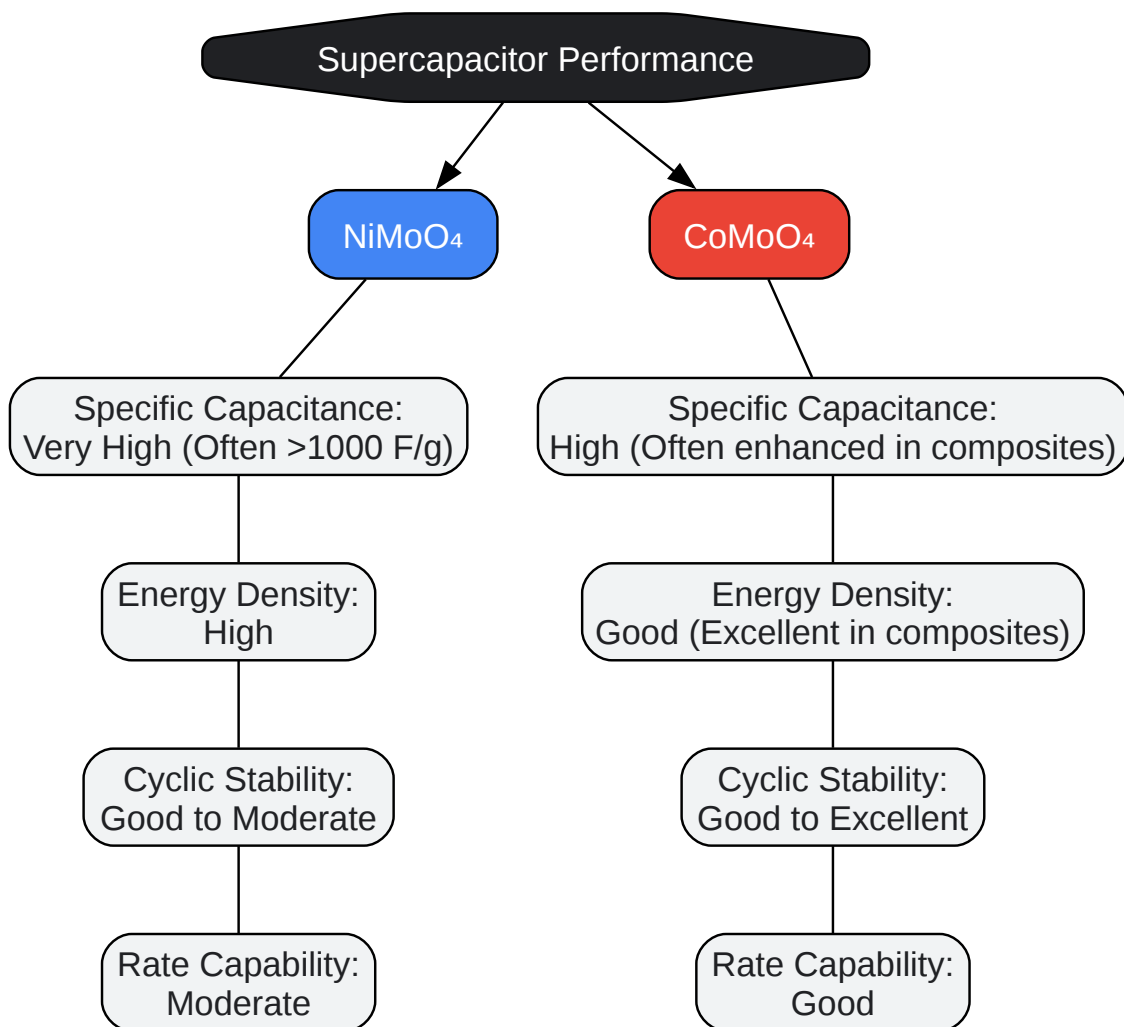 Supercapacitor Performance
NiMoO₄
CoMoO₄
Specific Capacitance:
Very High (Often >1000 F/g)
Specific Capacitance:
High (Often enhanced in composites)
Energy Density:
High
Energy Density:
Good (Excellent in composites)
Cyclic Stability:
Good to Moderate
Cyclic Stability:
Good to Excellent
Rate Capability:
Moderate
Rate Capability:
Good